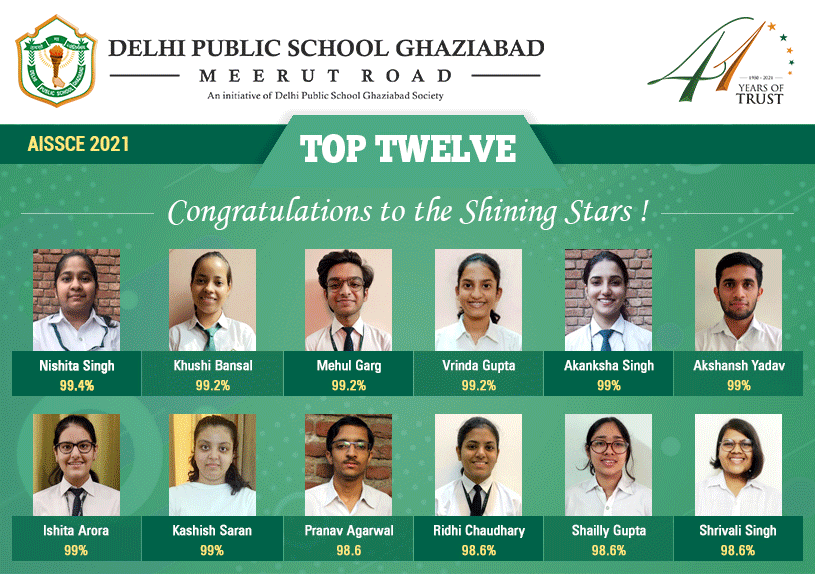 DELHI PUBLIC SCHOOL GHAZIABAD
MEERUT ROAD
An initiative of Delhi Public School Ghaziabad Society
41
1980 - 2021
YEARS OF
TRUST
AISSCE 2021
TOP TWELVE
Congratulations to the Shining Stars !
Nishita Singh Khushi Bansal Mehul Garg Vrinda Gupta Akanksha Singh Akshansh Yadav
99.4% 99.2% 99.2% 99.2% 99% 99%
Ishita Arora Kashish Saran Pranav Agarwal Ridhi Chaudhary Shailly Gupta Shrivali Singh
99% 99% 98.6 98.6% 98.6% 98.6%